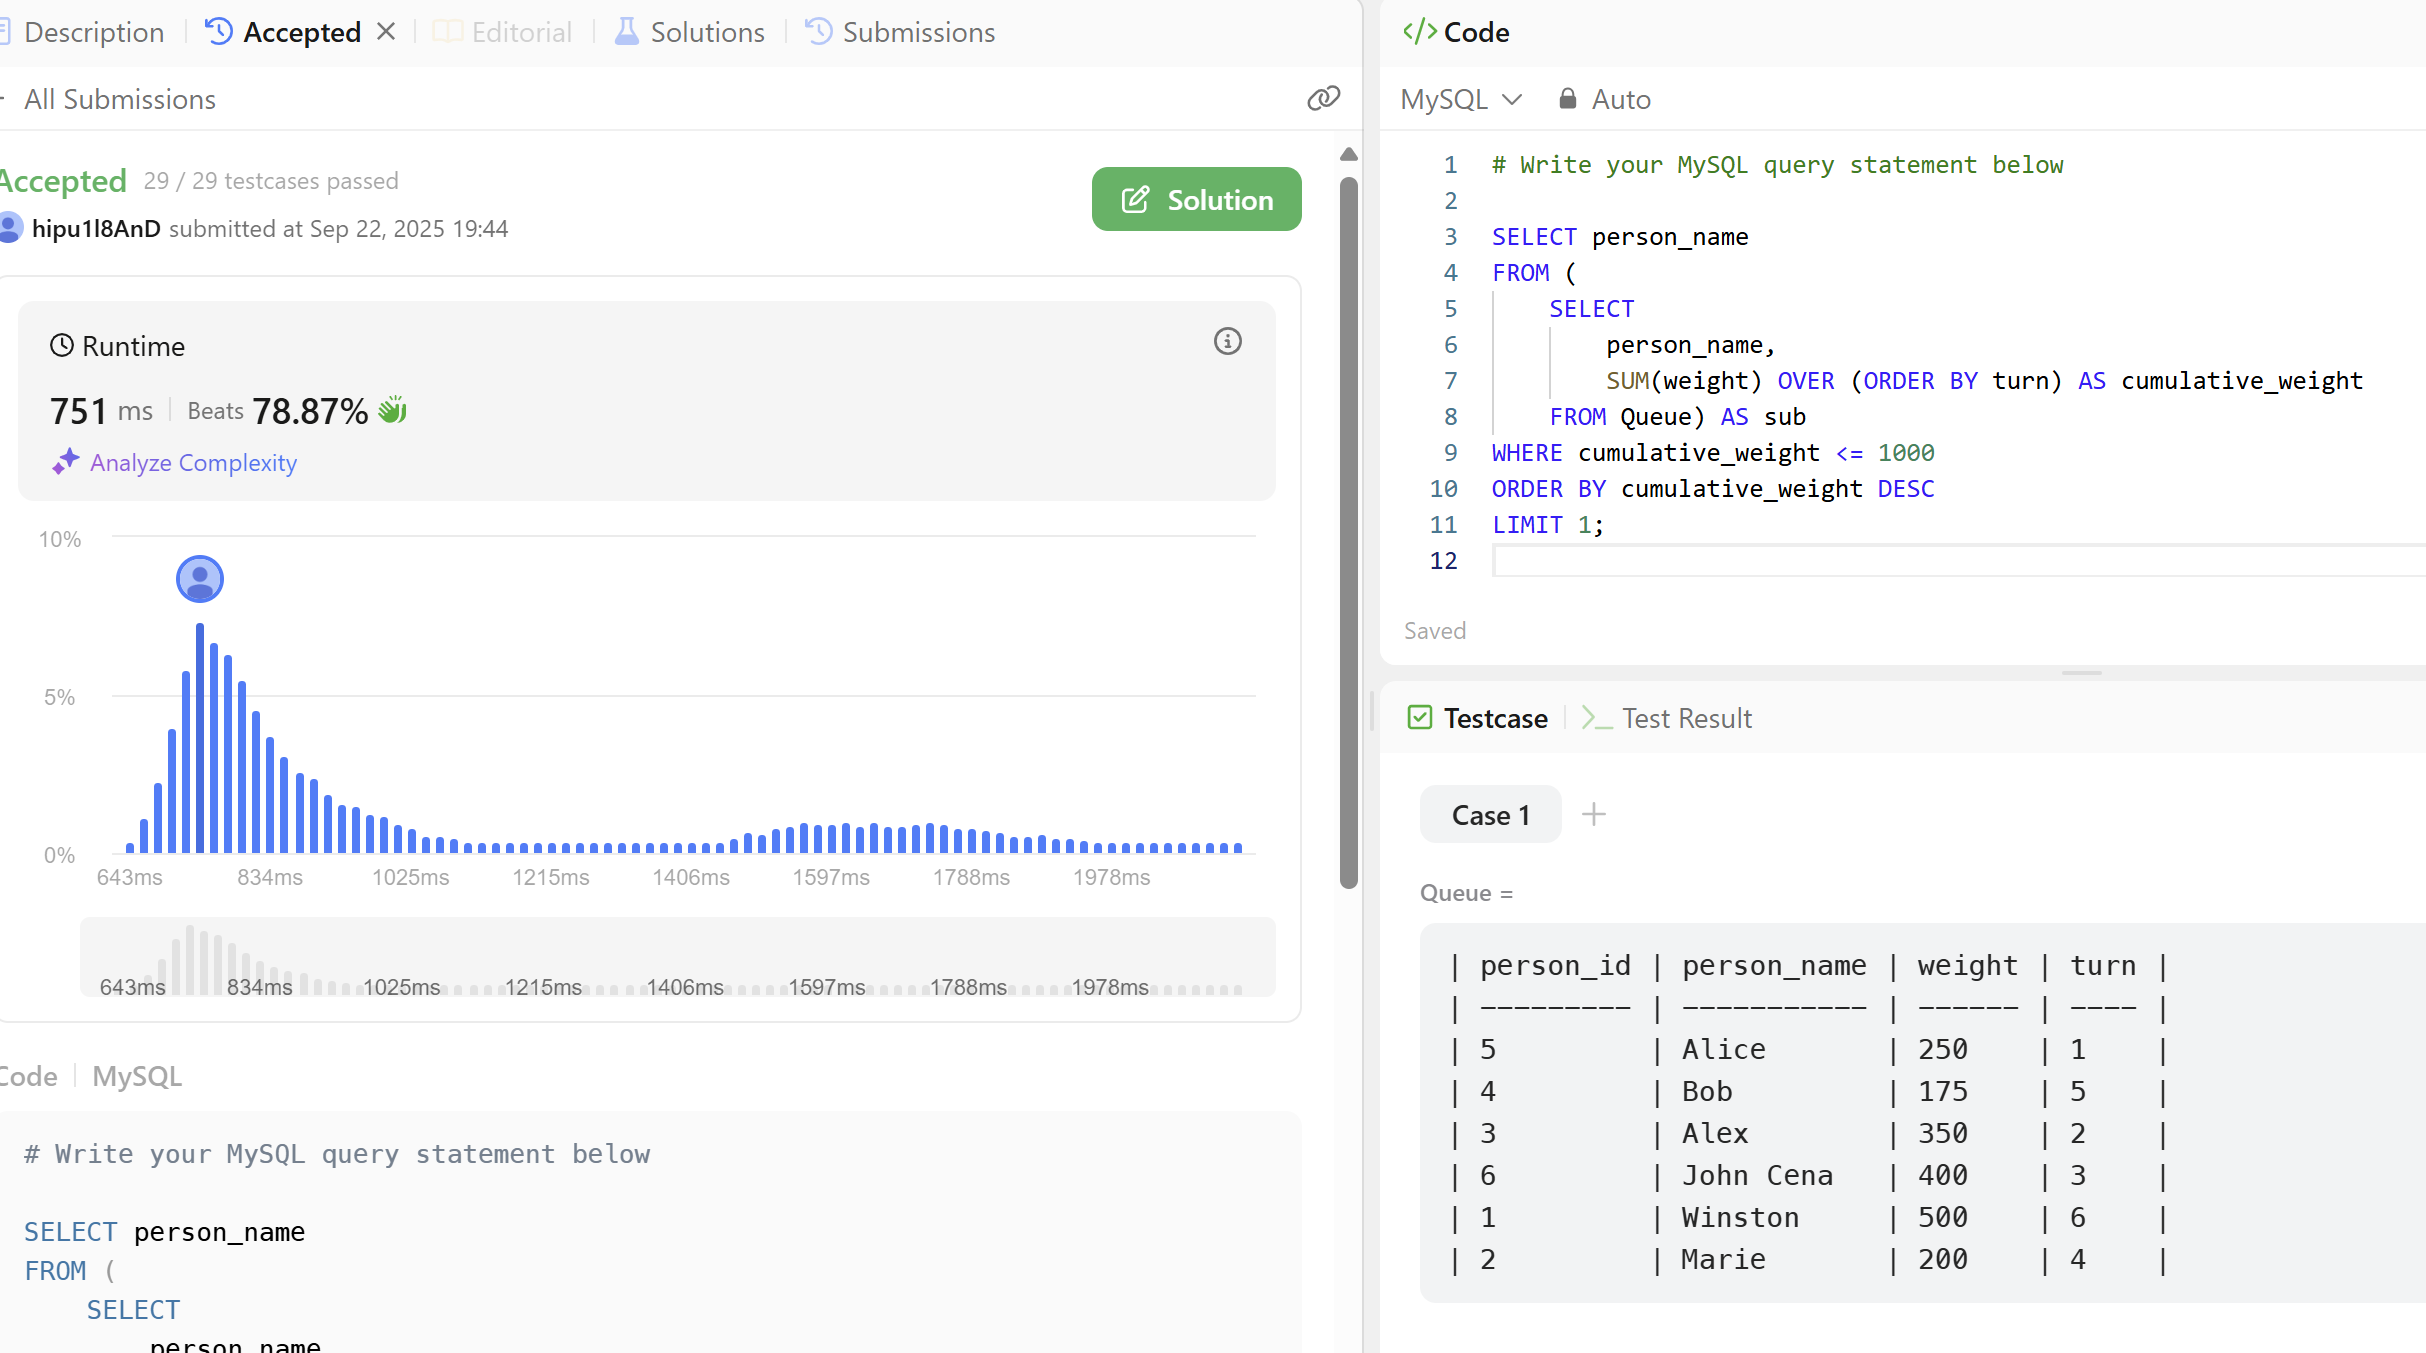 Description
Accepted
Editorial
Solutions
Submissions
All Submissions
Accepted 29 / 29 testcases passed
hipu1l8AnD submitted at Sep 22, 2025 19:44
Solution
Runtime
751 ms Beats 78.87%
Analyze Complexity
10%
5%
0%
643ms 834ms 1025ms 1215ms 1406ms 1597ms 1788ms 1978ms
643ms 834ms 1025ms 1215ms 1406ms 1597ms 1788ms 1978ms
Code MySQL
# Write your MySQL query statement below
SELECT person_name
FROM (
SELECT
person_name
</> Code
MySQL Auto
1 # Write your MySQL query statement below
2
3 SELECT person_name
4 FROM (
5 SELECT
6 person_name,
7 SUM(weight) OVER (ORDER BY turn) AS cumulative_weight
8 FROM Queue) AS sub
9 WHERE cumulative_weight <= 1000
10 ORDER BY cumulative_weight DESC
11 LIMIT 1;
12
Saved
Testcase
>_ Test Result
Case 1 +
Queue =
| person_id | person_name | weight | turn |
| --------- | ----------- | ------ | ---- |
| 5 | Alice | 250 | 1 |
| 4 | Bob | 175 | 5 |
| 3 | Alex | 350 | 2 |
| 6 | John Cena | 400 | 3 |
| 1 | Winston | 500 | 6 |
| 2 | Marie | 200 | 4 |